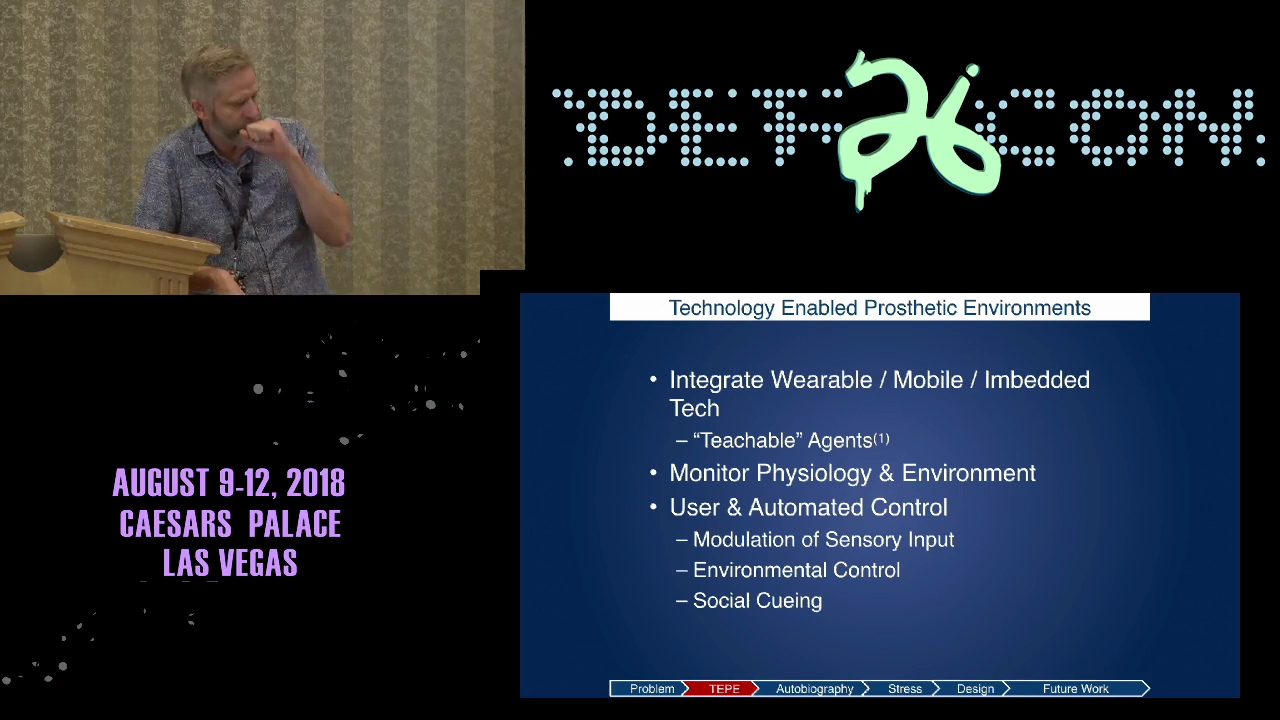 DEF 26 CON.
AUGUST 9-12, 2018
CAESARS PALACE
LAS VEGAS
Technology Enabled Prosthetic Environments
• Integrate Wearable / Mobile / Imbedded
Tech
– “Teachable” Agents(1)
• Monitor Physiology & Environment
• User & Automated Control
– Modulation of Sensory Input
– Environmental Control
– Social Cueing
Problem TEPE Autobiography Stress Design Future Work